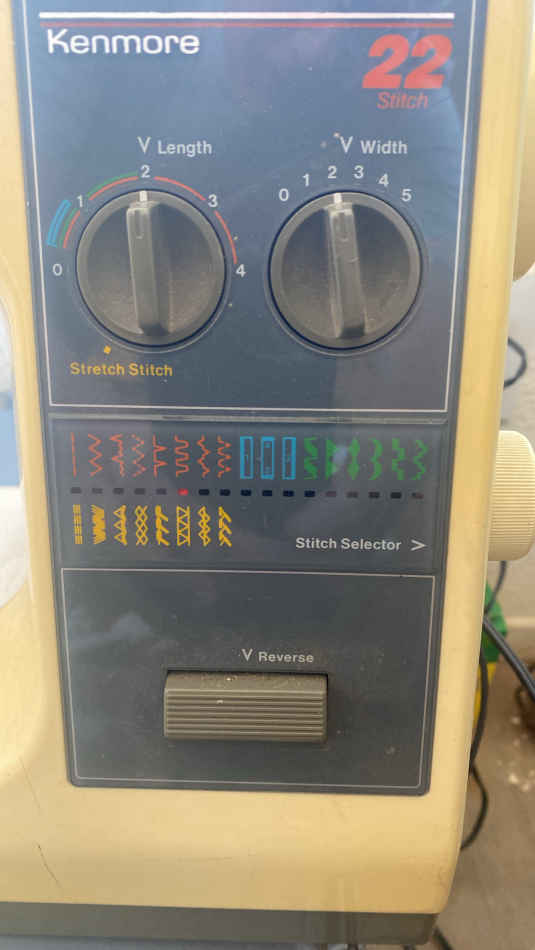 Kenmore
22
Stitch
V Length
0 1 2 3 4
V Width
0 1 2 3 4 5
Stretch Stitch
Stitch Selector >
V Reverse